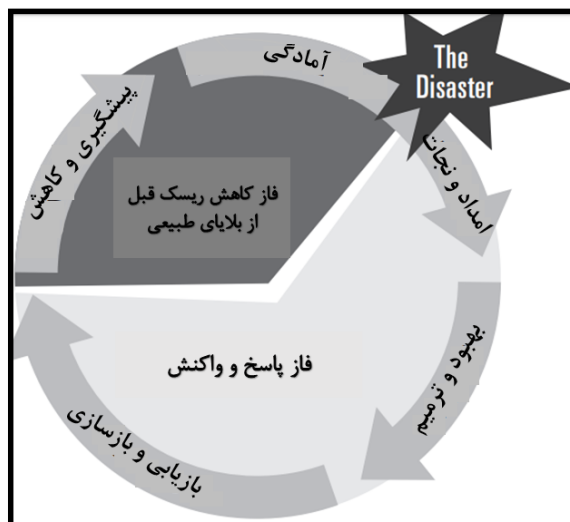 آمادگی
The
Disaster
پیشگیری و کاهش
امداد و نجات
فاز کاهش ریسک قبل
از بلایای طبیعی
بهبود و ترمیم
فاز پاسخ و واکنش
بازیابی و بازسازی